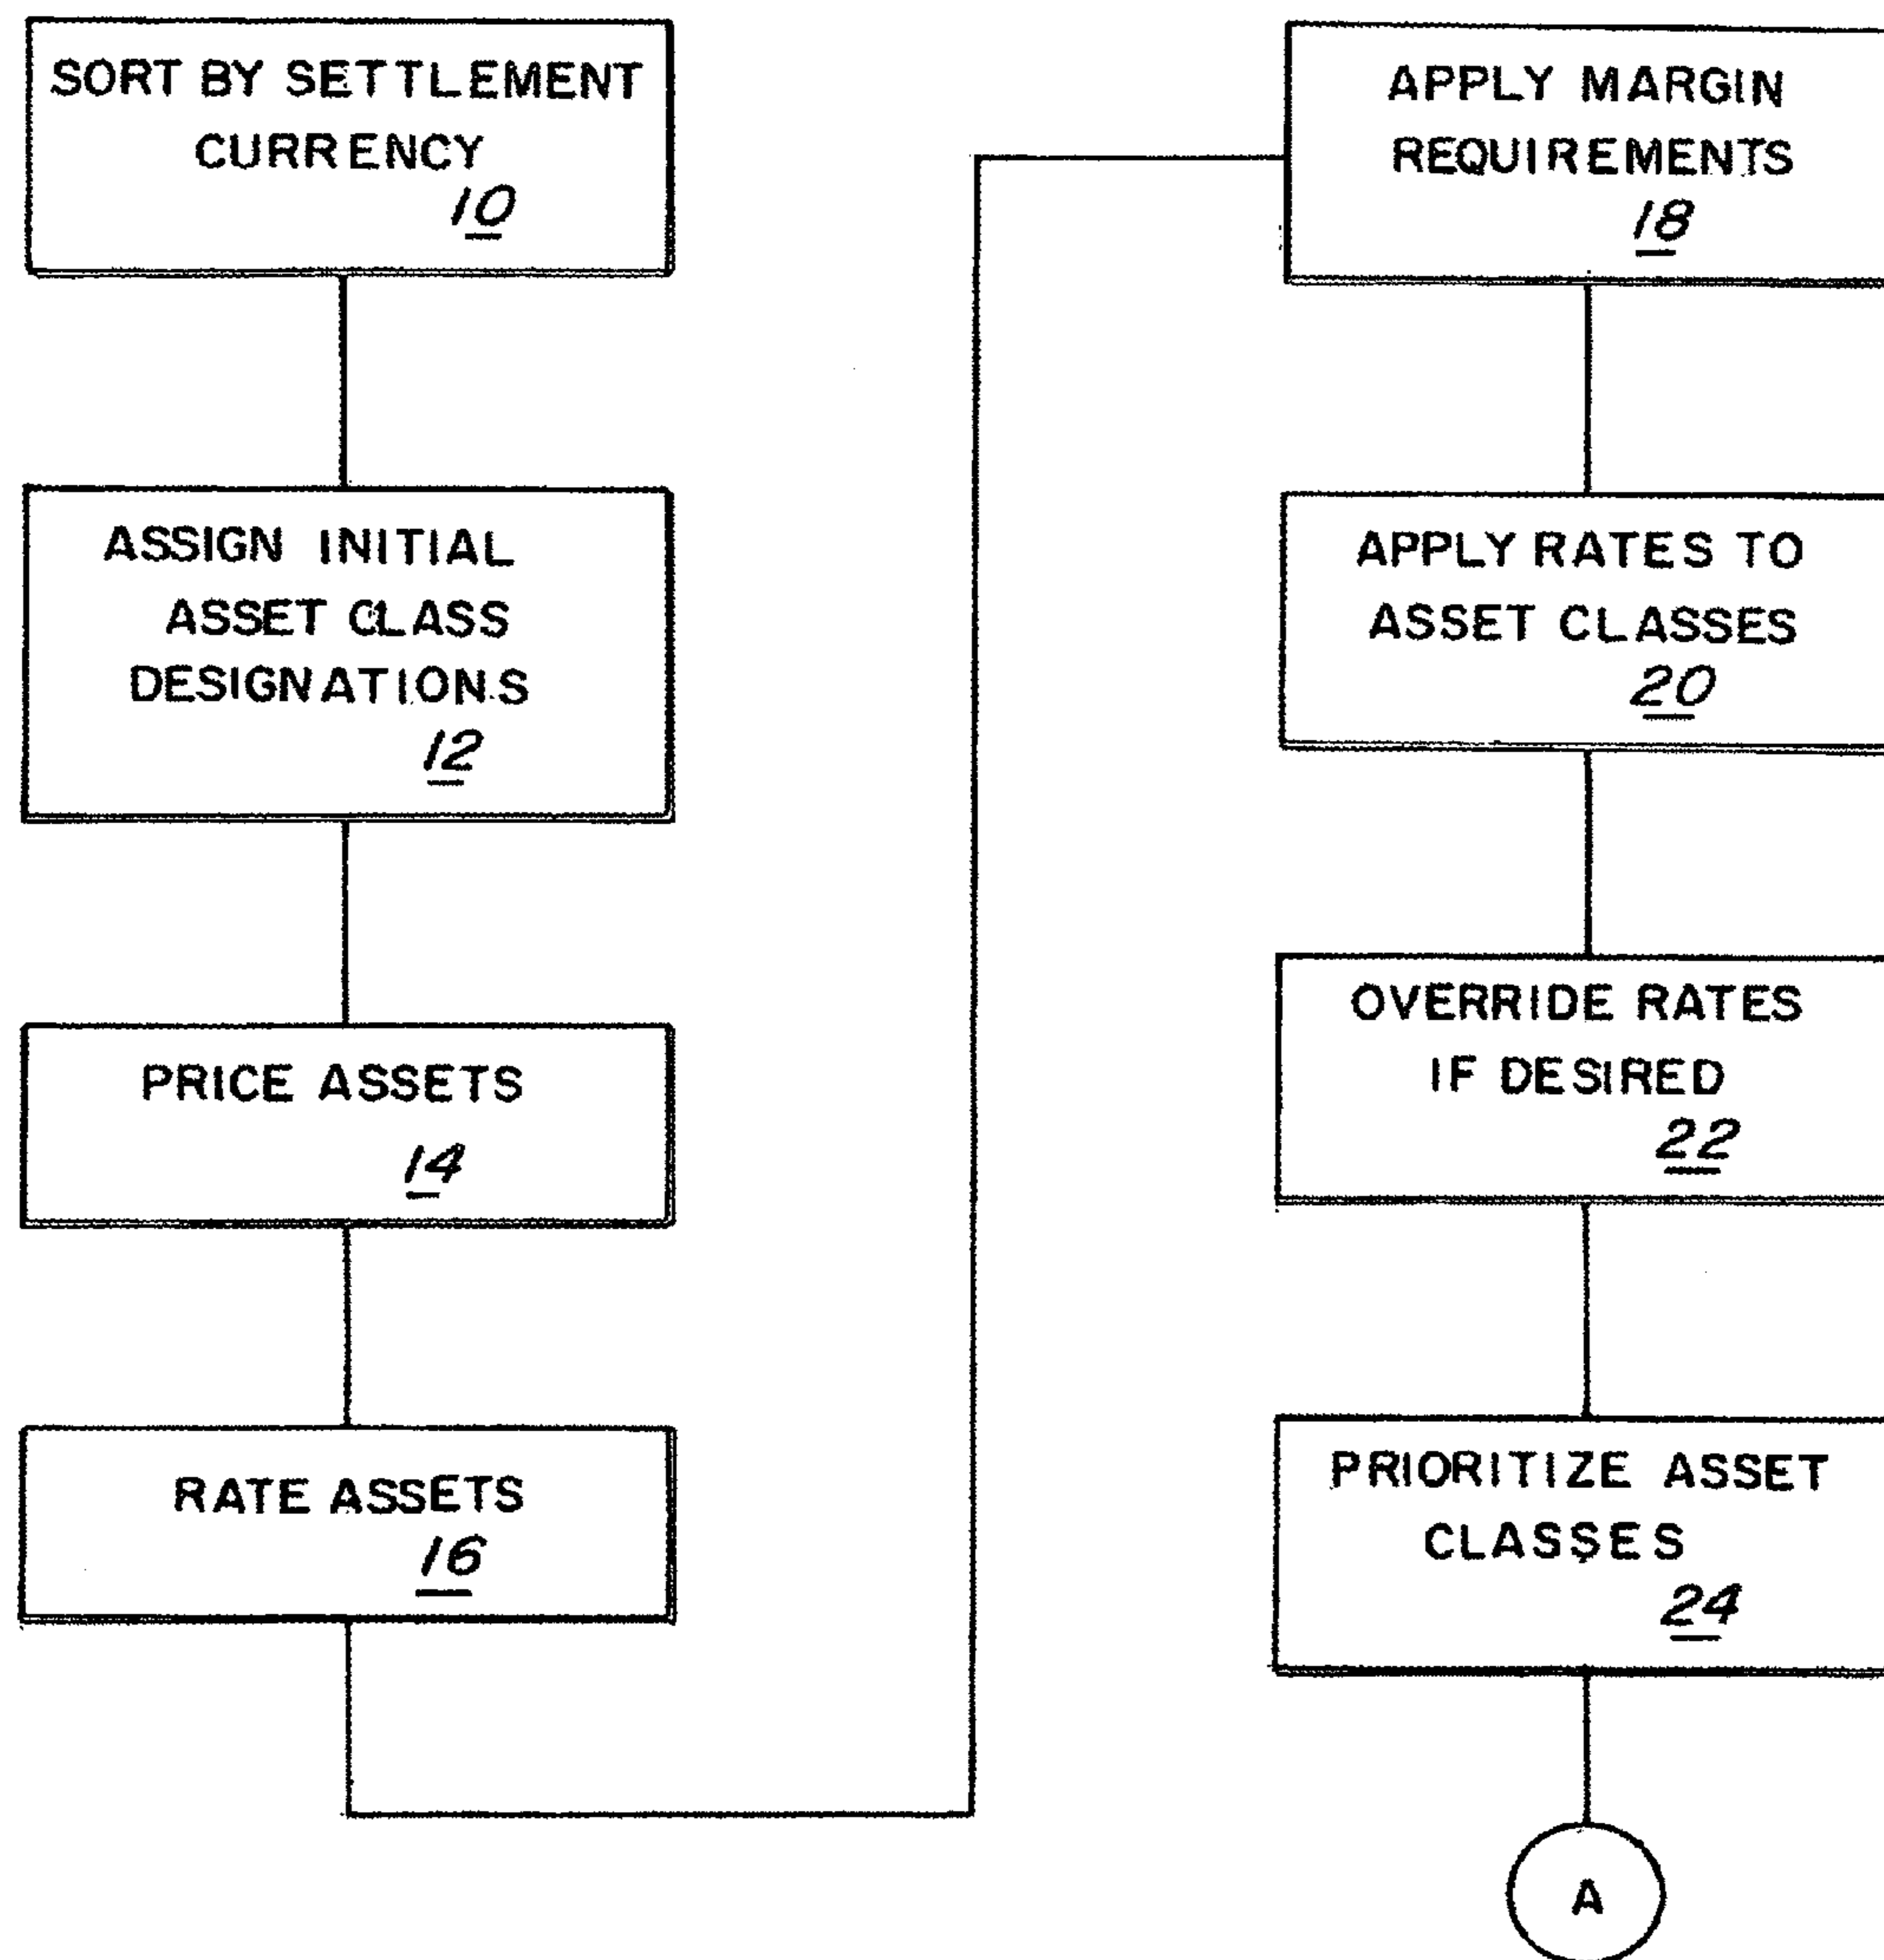 SORT BY SETTLEMENT
CURRENCY
10
ASSIGN INITIAL
ASSET CLASS
DESIGNATIONS
12
PRICE ASSETS
14
RATE ASSETS
16
APPLY MARGIN
REQUIREMENTS
18
APPLY RATES TO
ASSET CLASSES
20
OVERRIDE RATES
IF DESIRED
22
PRIORITIZE ASSET
CLASSES
24
A